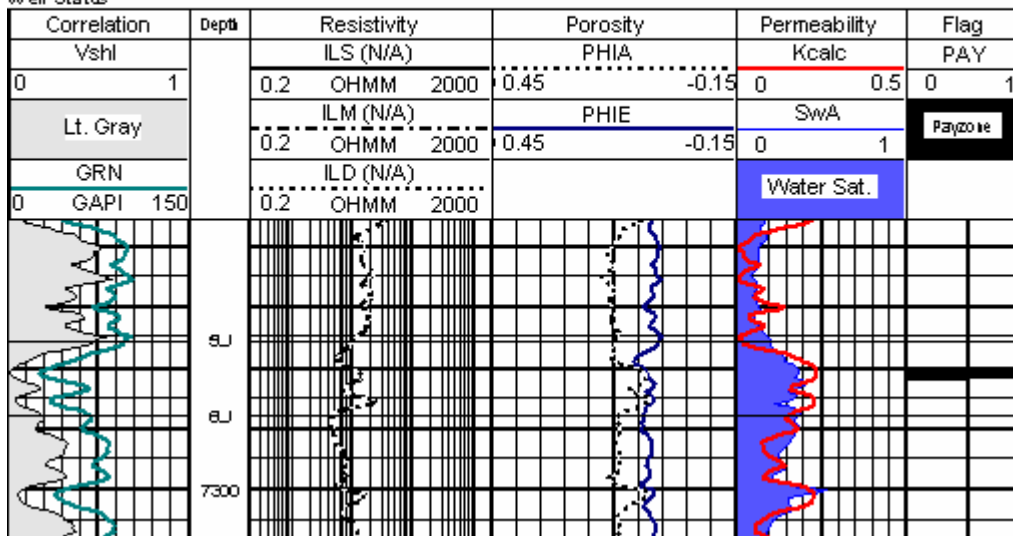 Well Status
Correlation Depth Resistivity Porosity Permeability Flag
Vshl ILS (N/A) PHIA Kcalc PAY
0 1 0.2 OHMM 2000 0.45 -0.15 0 0.5 0 1
Lt. Gray ILM (N/A) PHIE SwA Payzone
0.2 OHMM 2000 0.45 -0.15 0 1
GRN ILD (N/A) Water Sat.
0 GAPI 150 0.2 OHMM 2000
7300